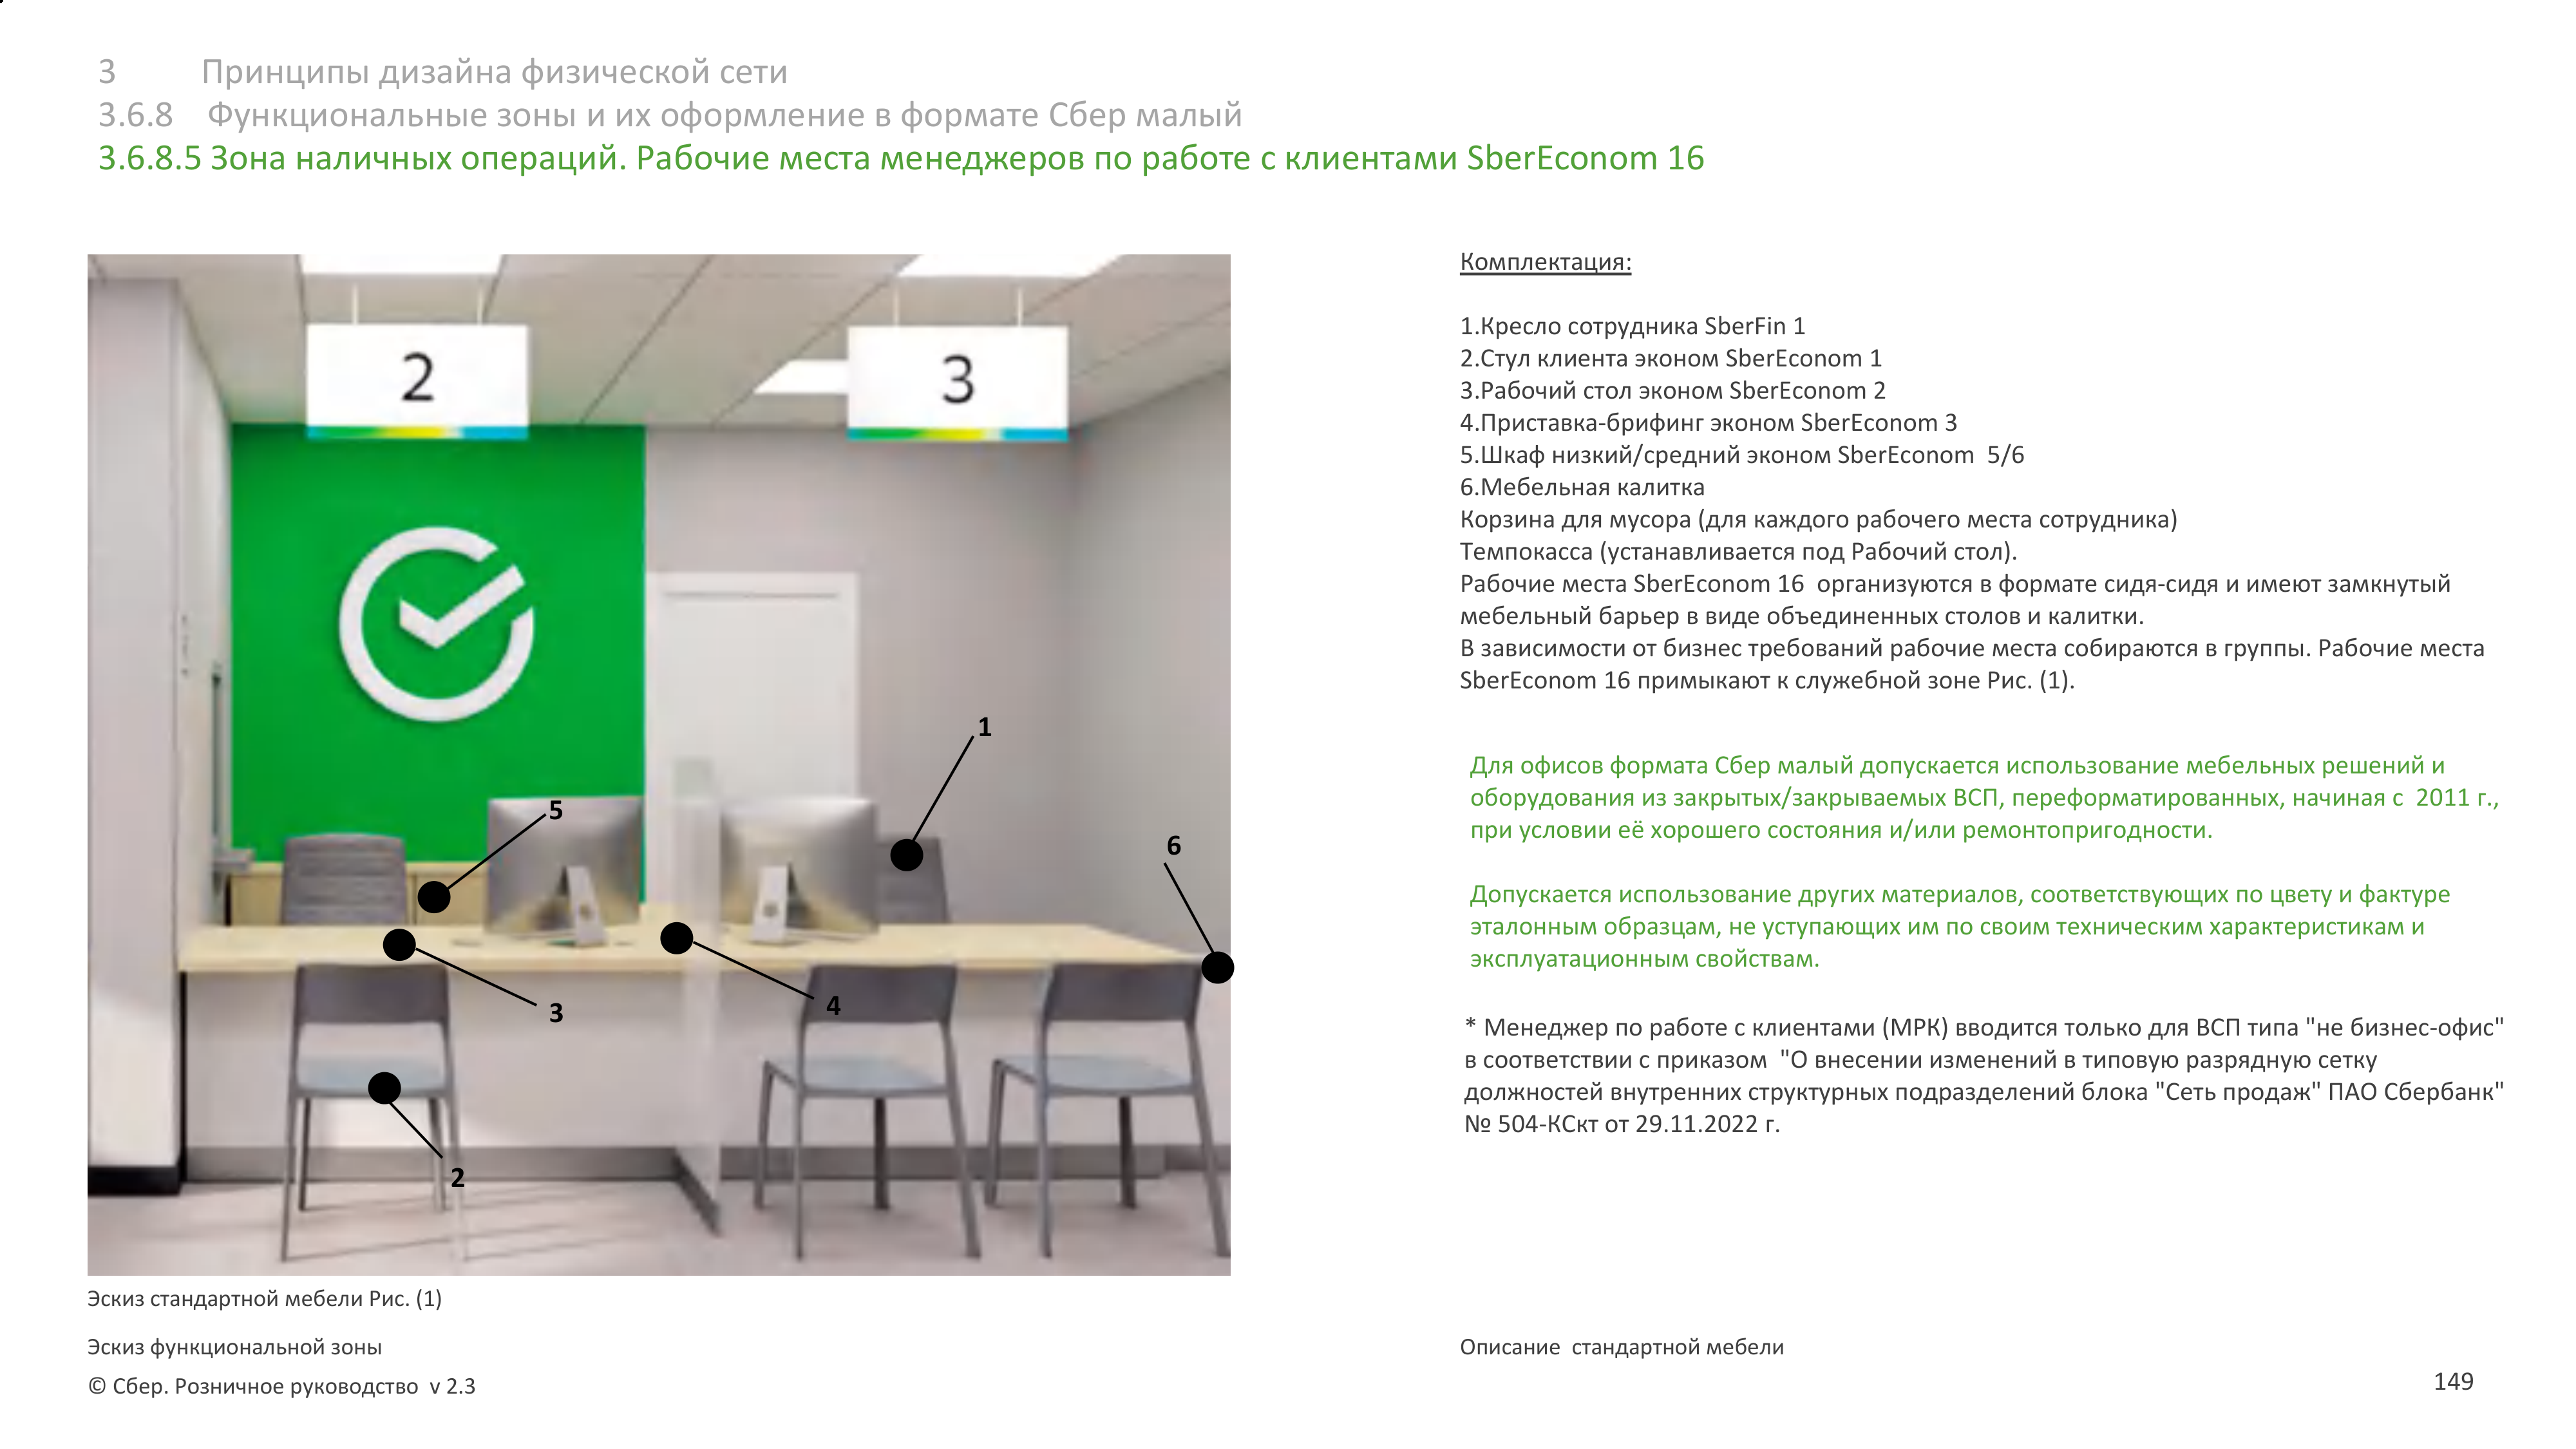 3 Принципы дизайна физической сети
3.6.8 Функциональные зоны и их оформление в формате Сбер малый
3.6.8.5 Зона наличных операций. Рабочие места менеджеров по работе с клиентами SberEconom 16
2
3
1
5
6
3
4
2
Эскиз стандартной мебели Рис. (1)
Эскиз функциональной зоны
© Сбер. Розничное руководство v 2.3
Комплектация:
1.Кресло сотрудника SberFin 1
2.Стул клиента эконом SberEconom 1
3.Рабочий стол эконом SberEconom 2
4.Приставка-брифинг эконом SberEconom 3
5.Шкаф низкий/средний эконом SberEconom 5/6
6.Мебельная калитка
Корзина для мусора (для каждого рабочего места сотрудника)
Темпокасса (устанавливается под Рабочий стол).
Рабочие места SberEconom 16 организуются в формате сидя-сидя и имеют замкнутый
мебельный барьер в виде объединенных столов и калитки.
В зависимости от бизнес требований рабочие места собираются в группы. Рабочие места
SberEconom 16 примыкают к служебной зоне Рис. (1).
Для офисов формата Сбер малый допускается использование мебельных решений и
оборудования из закрытых/закрываемых ВСП, переформатированных, начиная с 2011 г.,
при условии её хорошего состояния и/или ремонтопригодности.
Допускается использование других материалов, соответствующих по цвету и фактуре
эталонным образцам, не уступающих им по своим техническим характеристикам и
эксплуатационным свойствам.
* Менеджер по работе с клиентами (МРК) вводится только для ВСП типа "не бизнес-офис"
в соответствии с приказом "О внесении изменений в типовую разрядную сетку
должностей внутренних структурных подразделений блока "Сеть продаж" ПАО Сбербанк"
№ 504-КСкт от 29.11.2022 г.
Описание стандартной мебели
149